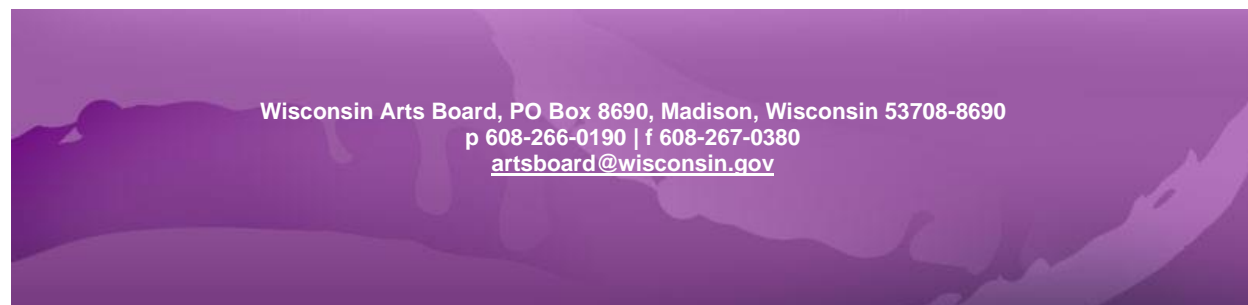 Wisconsin Arts Board, PO Box 8690, Madison, Wisconsin 53708-8690
p 608-266-0190 | f 608-267-0380
artsboard@wisconsin.gov